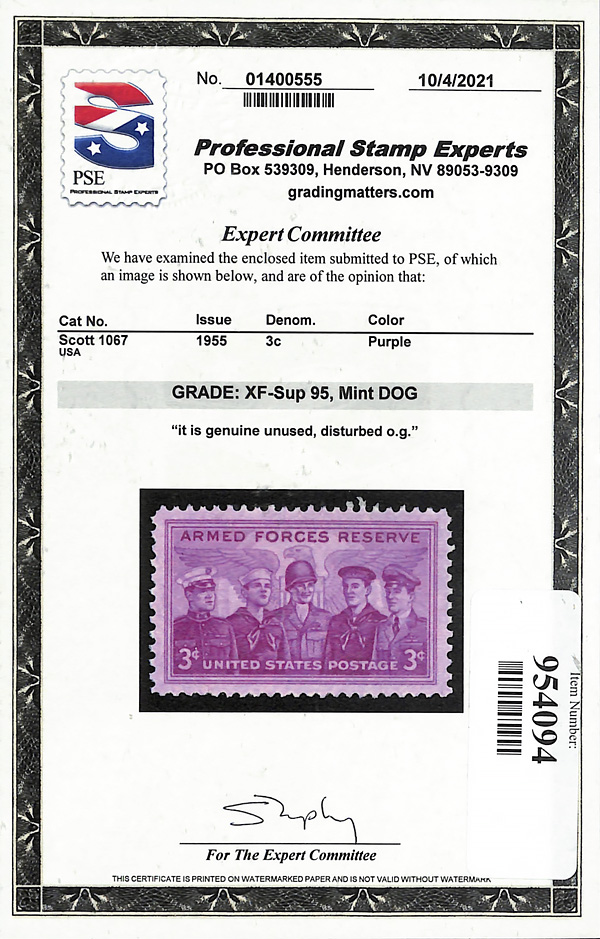 No. 01400555 10/4/2021
PSE
PROFESSIONAL STAMP EXPERTS
Professional Stamp Experts
PO Box 539309, Henderson, NV 89053-9309
gradingmatters.com
Expert Committee
We have examined the enclosed item submitted to PSE, of which
an image is shown below, and are of the opinion that:
Cat No. Issue Denom. Color
Scott 1067 1955 3c Purple
USA
GRADE: XF-Sup 95, Mint DOG
“it is genuine unused, disturbed o.g.”
ARMED FORCES RESERVE
3¢ UNITED STATES POSTAGE 3¢
Item Number:
954094
For The Expert Committee
THIS CERTIFICATE IS PRINTED ON WATERMARKED PAPER AND IS NOT VALID WITHOUT WATERMARK